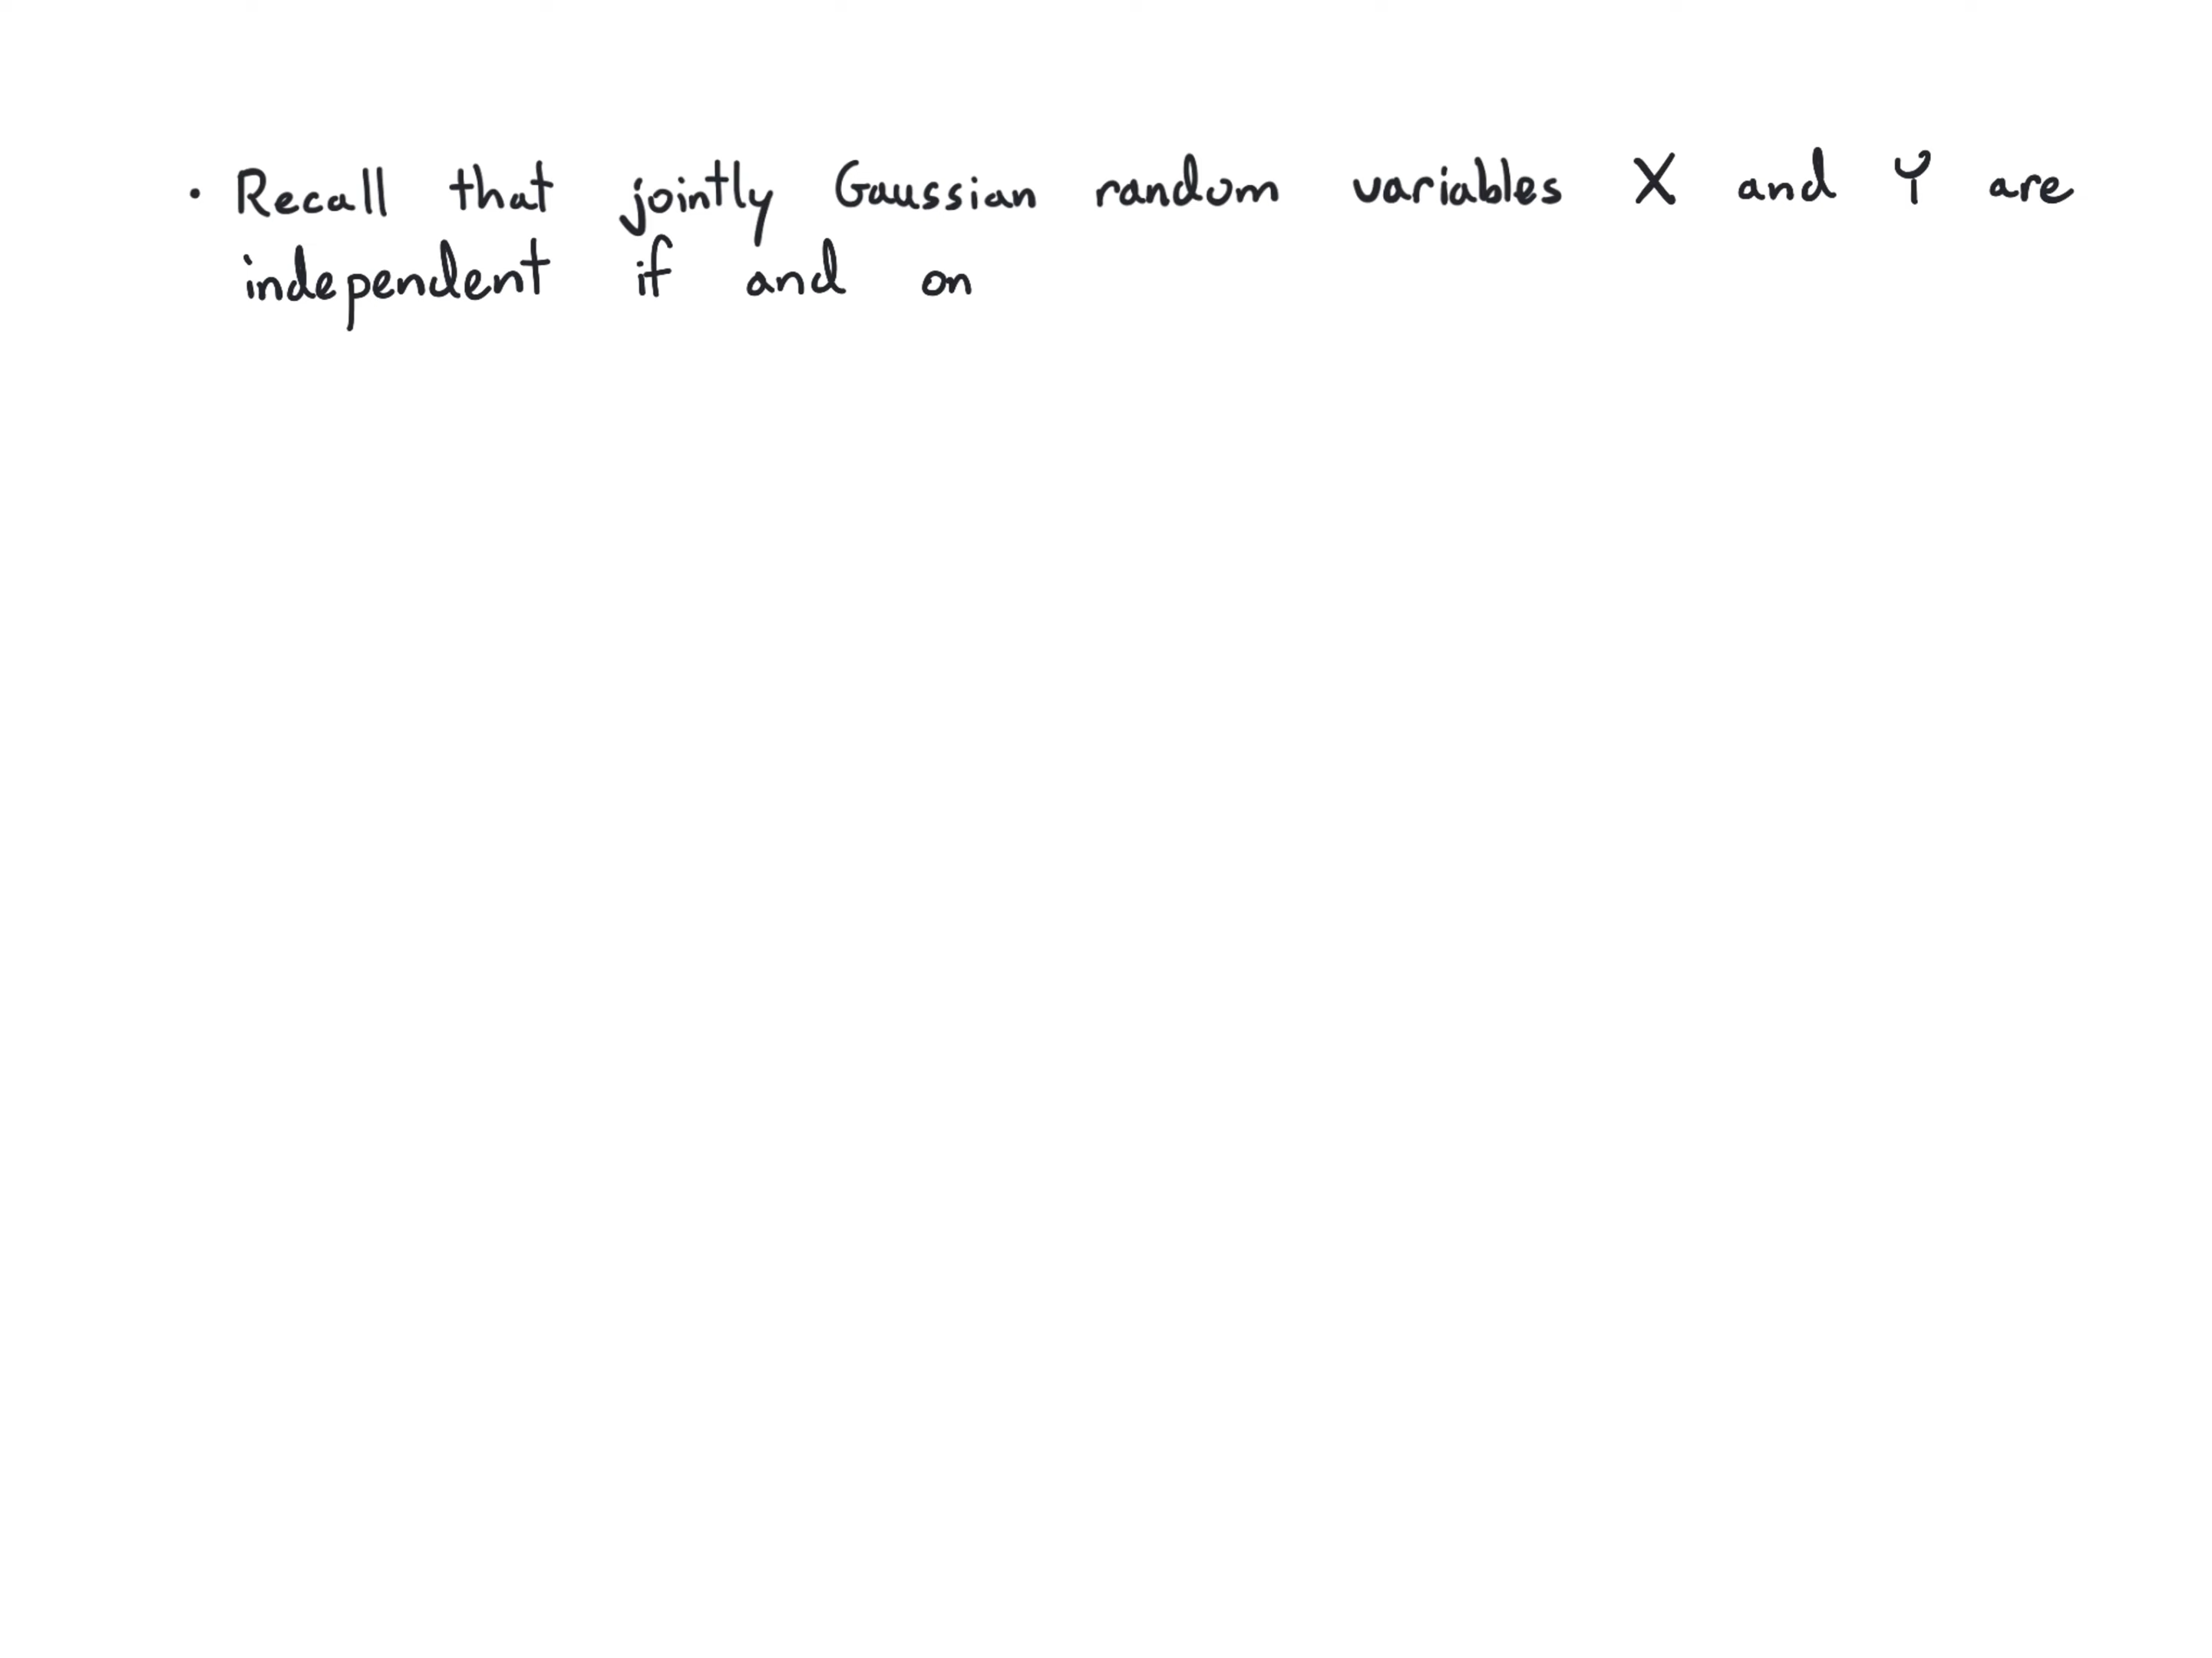 · Recall that jointly Gaussian random variables X and Y are
independent if and on